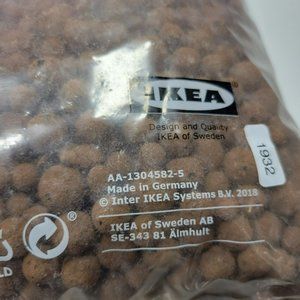 IKEA
®
Design and Quality
IKEA of Sweden
1932
AA-1304582-5
Made in Germany
© Inter IKEA Systems B.V. 2018
IKEA of Sweden AB
SE-343 81 Älmhult
LD